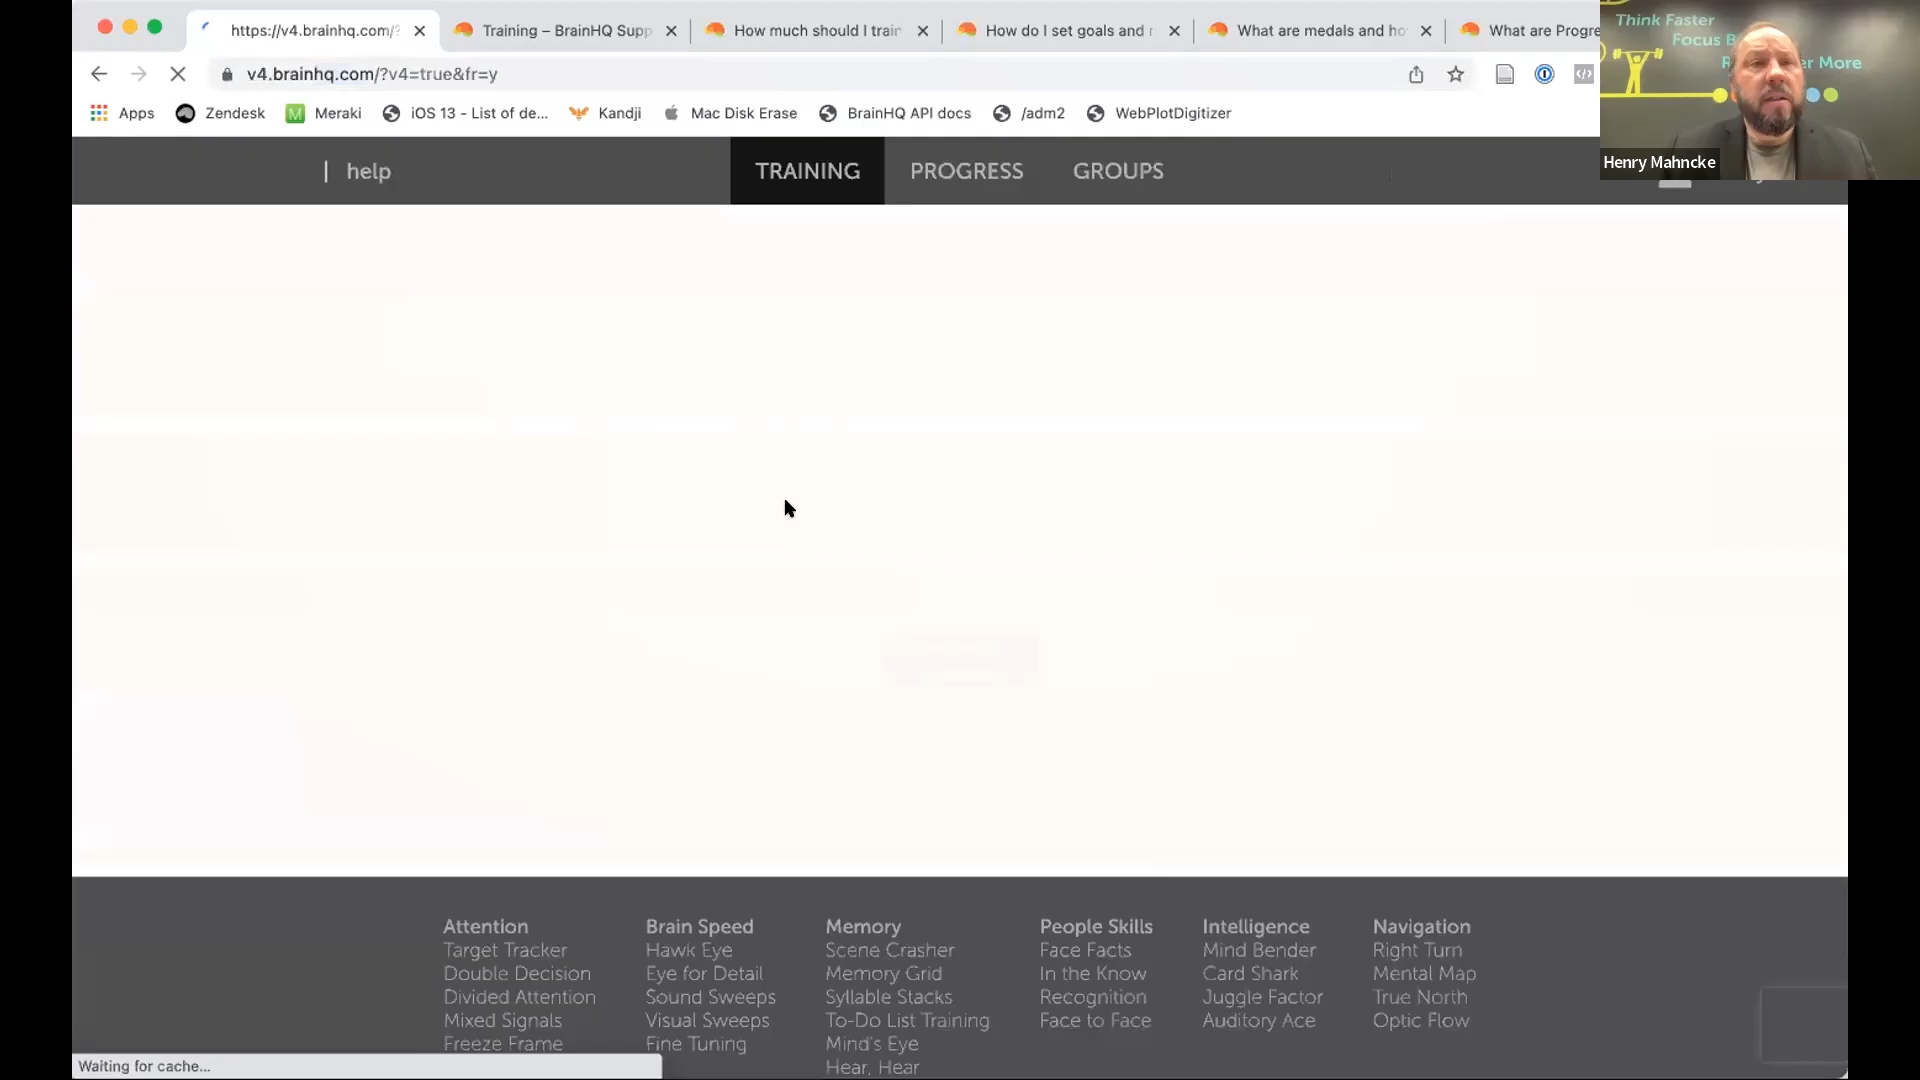 https://v4.brainhq.com/?
Training – BrainHQ Supp
How much should I train
How do I set goals and r
What are medals and ho
What are Progre
v4.brainhq.com/?v4=true&fr=y
Apps
Zendesk
Meraki
iOS 13 - List of de...
Kandji
Mac Disk Erase
BrainHQ API docs
/adm2
WebPlotDigitizer
Think Faster
Focus B
er More
Henry Mahncke
| help
TRAINING
PROGRESS
GROUPS
Attention
Target Tracker
Double Decision
Divided Attention
Mixed Signals
Freeze Frame
Brain Speed
Hawk Eye
Eye for Detail
Sound Sweeps
Visual Sweeps
Fine Tuning
Memory
Scene Crasher
Memory Grid
Syllable Stacks
To-Do List Training
Mind's Eye
Hear, Hear
People Skills
Face Facts
In the Know
Recognition
Face to Face
Intelligence
Mind Bender
Card Shark
Juggle Factor
Auditory Ace
Navigation
Right Turn
Mental Map
True North
Optic Flow
Waiting for cache...